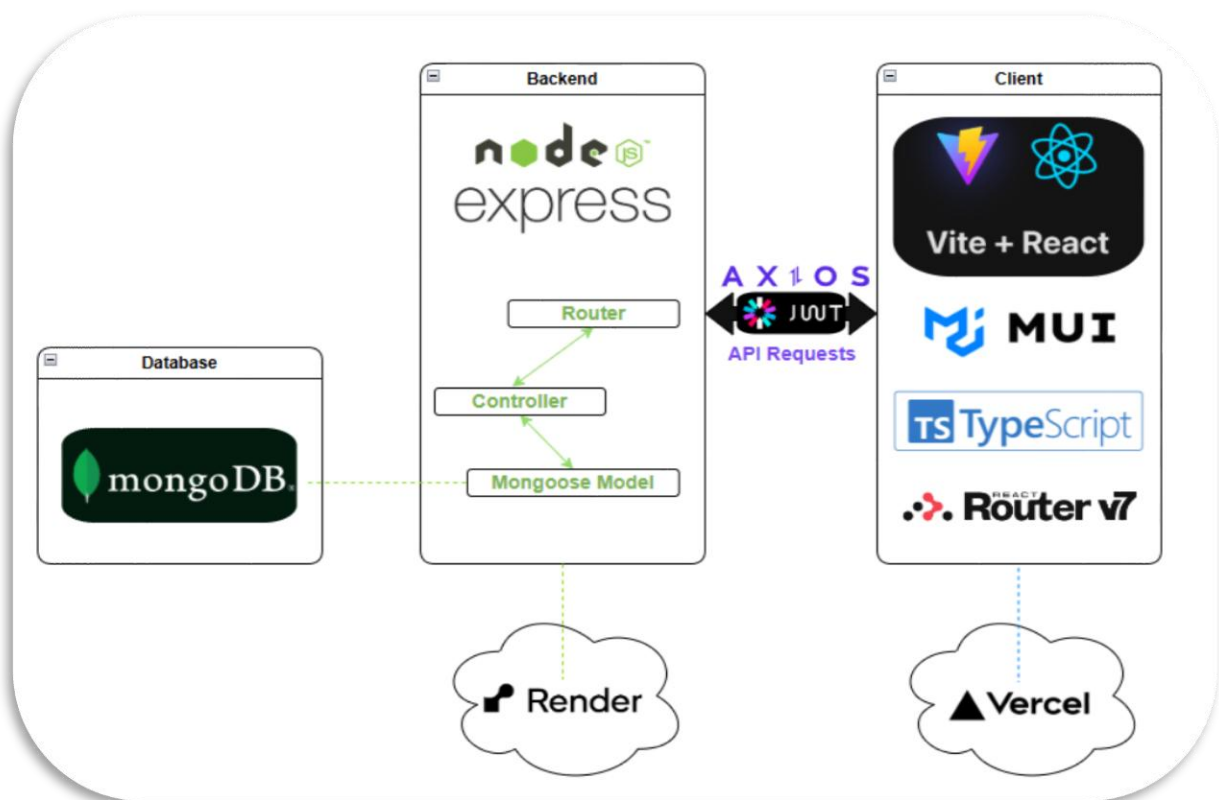 Backend
node JS™
express
Router
Controller
Mongoose Model
Database
mongoDB®
AXIOS
JWT
API Requests
Client
Vite + React
MUI
TS TypeScript
REACT
Router v7
Render
Vercel